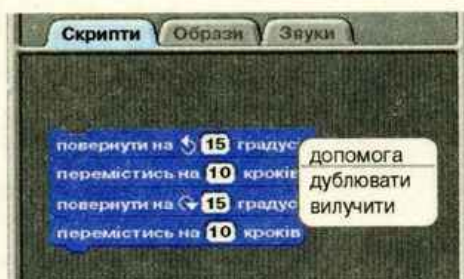 Скрипти Образи Звуки
повернути на 15 градус
перемістись на 10 кроків
повернути на 15 градус
перемістись на 10 кроків
допомога
дублювати
вилучити